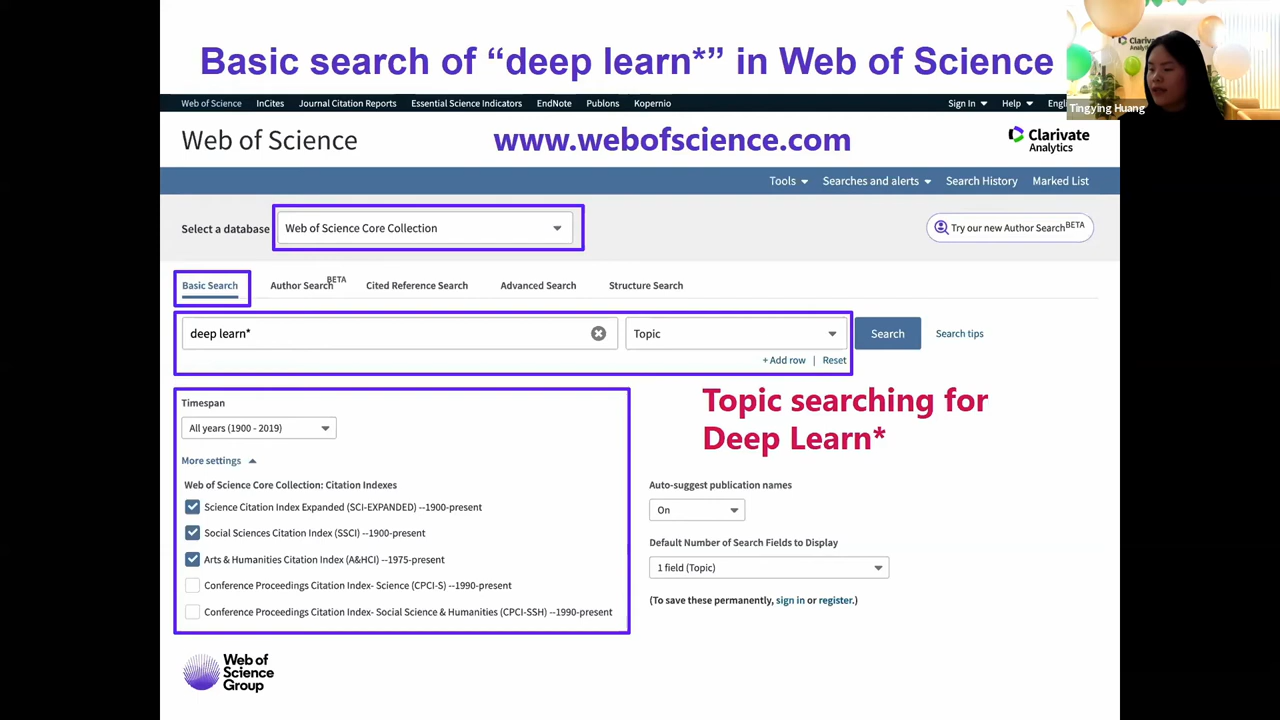 Basic search of “deep learn*” in Web of Science
Clarivate
Analytics
Tingying Huang
Web of Science InCites Journal Citation Reports Essential Science Indicators EndNote Publons Kopernio Sign In Help
Web of Science
www.webofscience.com
Clarivate
Analytics
Tools Searches and alerts Search History Marked List
Select a database Web of Science Core Collection
Try our new Author Search BETA
Basic Search Author Search BETA Cited Reference Search Advanced Search Structure Search
deep learn* Topic Search Search tips
+ Add row | Reset
Topic searching for
Deep Learn*
Timespan
All years (1900 - 2019)
More settings
Web of Science Core Collection: Citation Indexes
Science Citation Index Expanded (SCI-EXPANDED) --1900-present
Social Sciences Citation Index (SSCI) --1900-present
Arts & Humanities Citation Index (A&HCI) --1975-present
Conference Proceedings Citation Index- Science (CPCI-S) --1990-present
Conference Proceedings Citation Index- Social Science & Humanities (CPCI-SSH) --1990-present
Auto-suggest publication names
On
Default Number of Search Fields to Display
1 field (Topic)
(To save these permanently, sign in or register.)
Web of
Science
Group